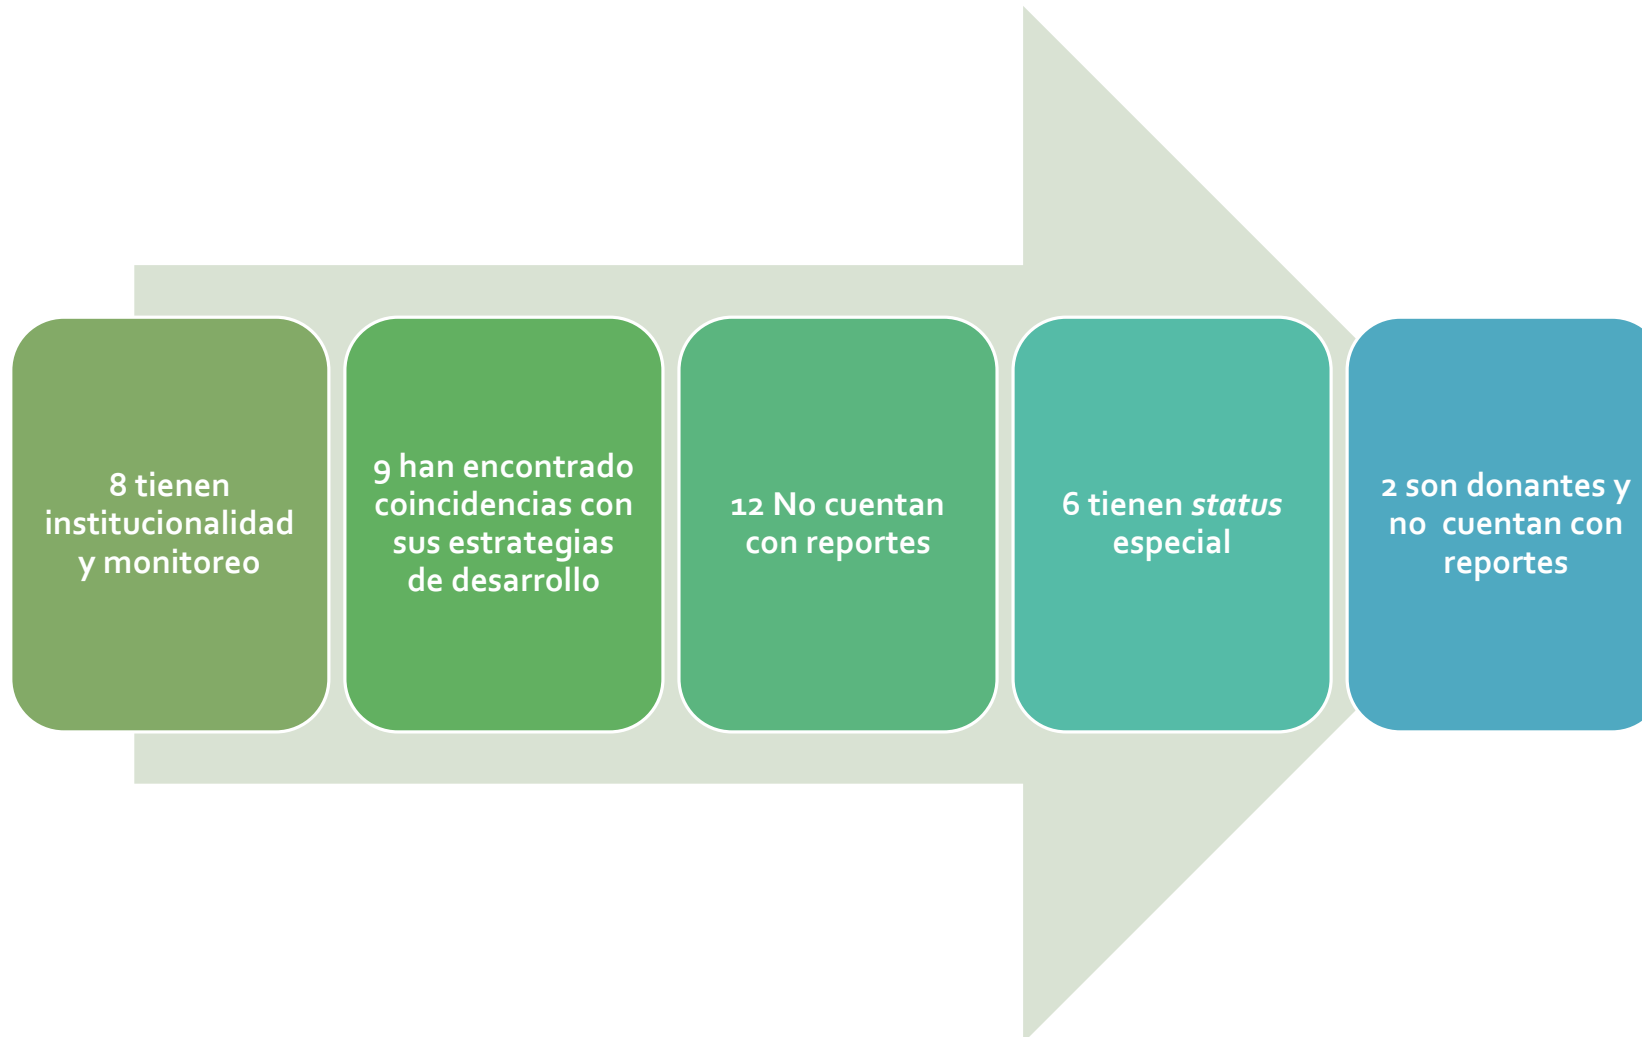 8 tienen
institucionalidad
y monitoreo
9 han encontrado
coincidencias con
sus estrategias
de desarrollo
12 No cuentan
con reportes
6 tienen status
especial
2 son donantes y
no cuentan con
reportes